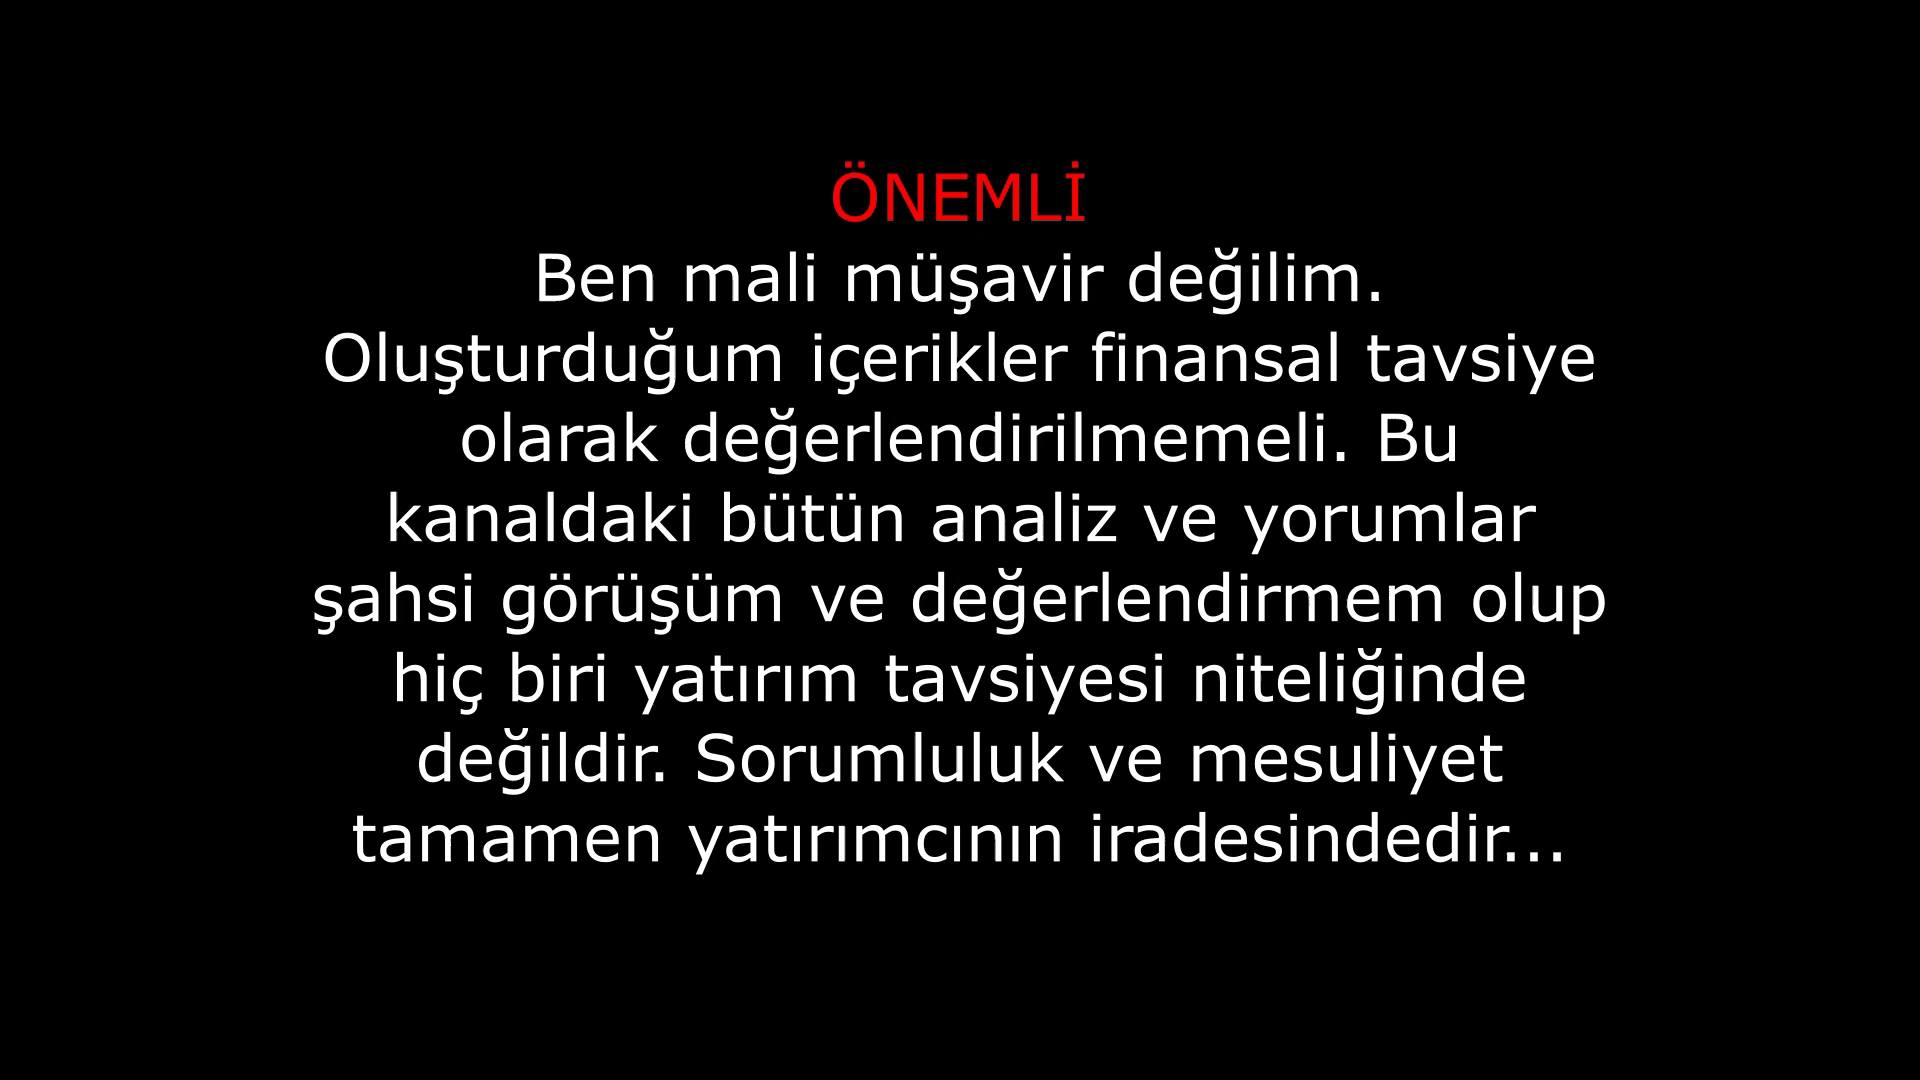 ÖNEMLİ
Ben mali müşavir değilim.
Oluşturduğum içerikler finansal tavsiye
olarak değerlendirilmemeli. Bu
kanaldaki bütün analiz ve yorumlar
şahsi görüşüm ve değerlendirmem olup
hiç biri yatırım tavsiyesi niteliğinde
değildir. Sorumluluk ve mesuliyet
tamamen yatırımcının iradesindedir...